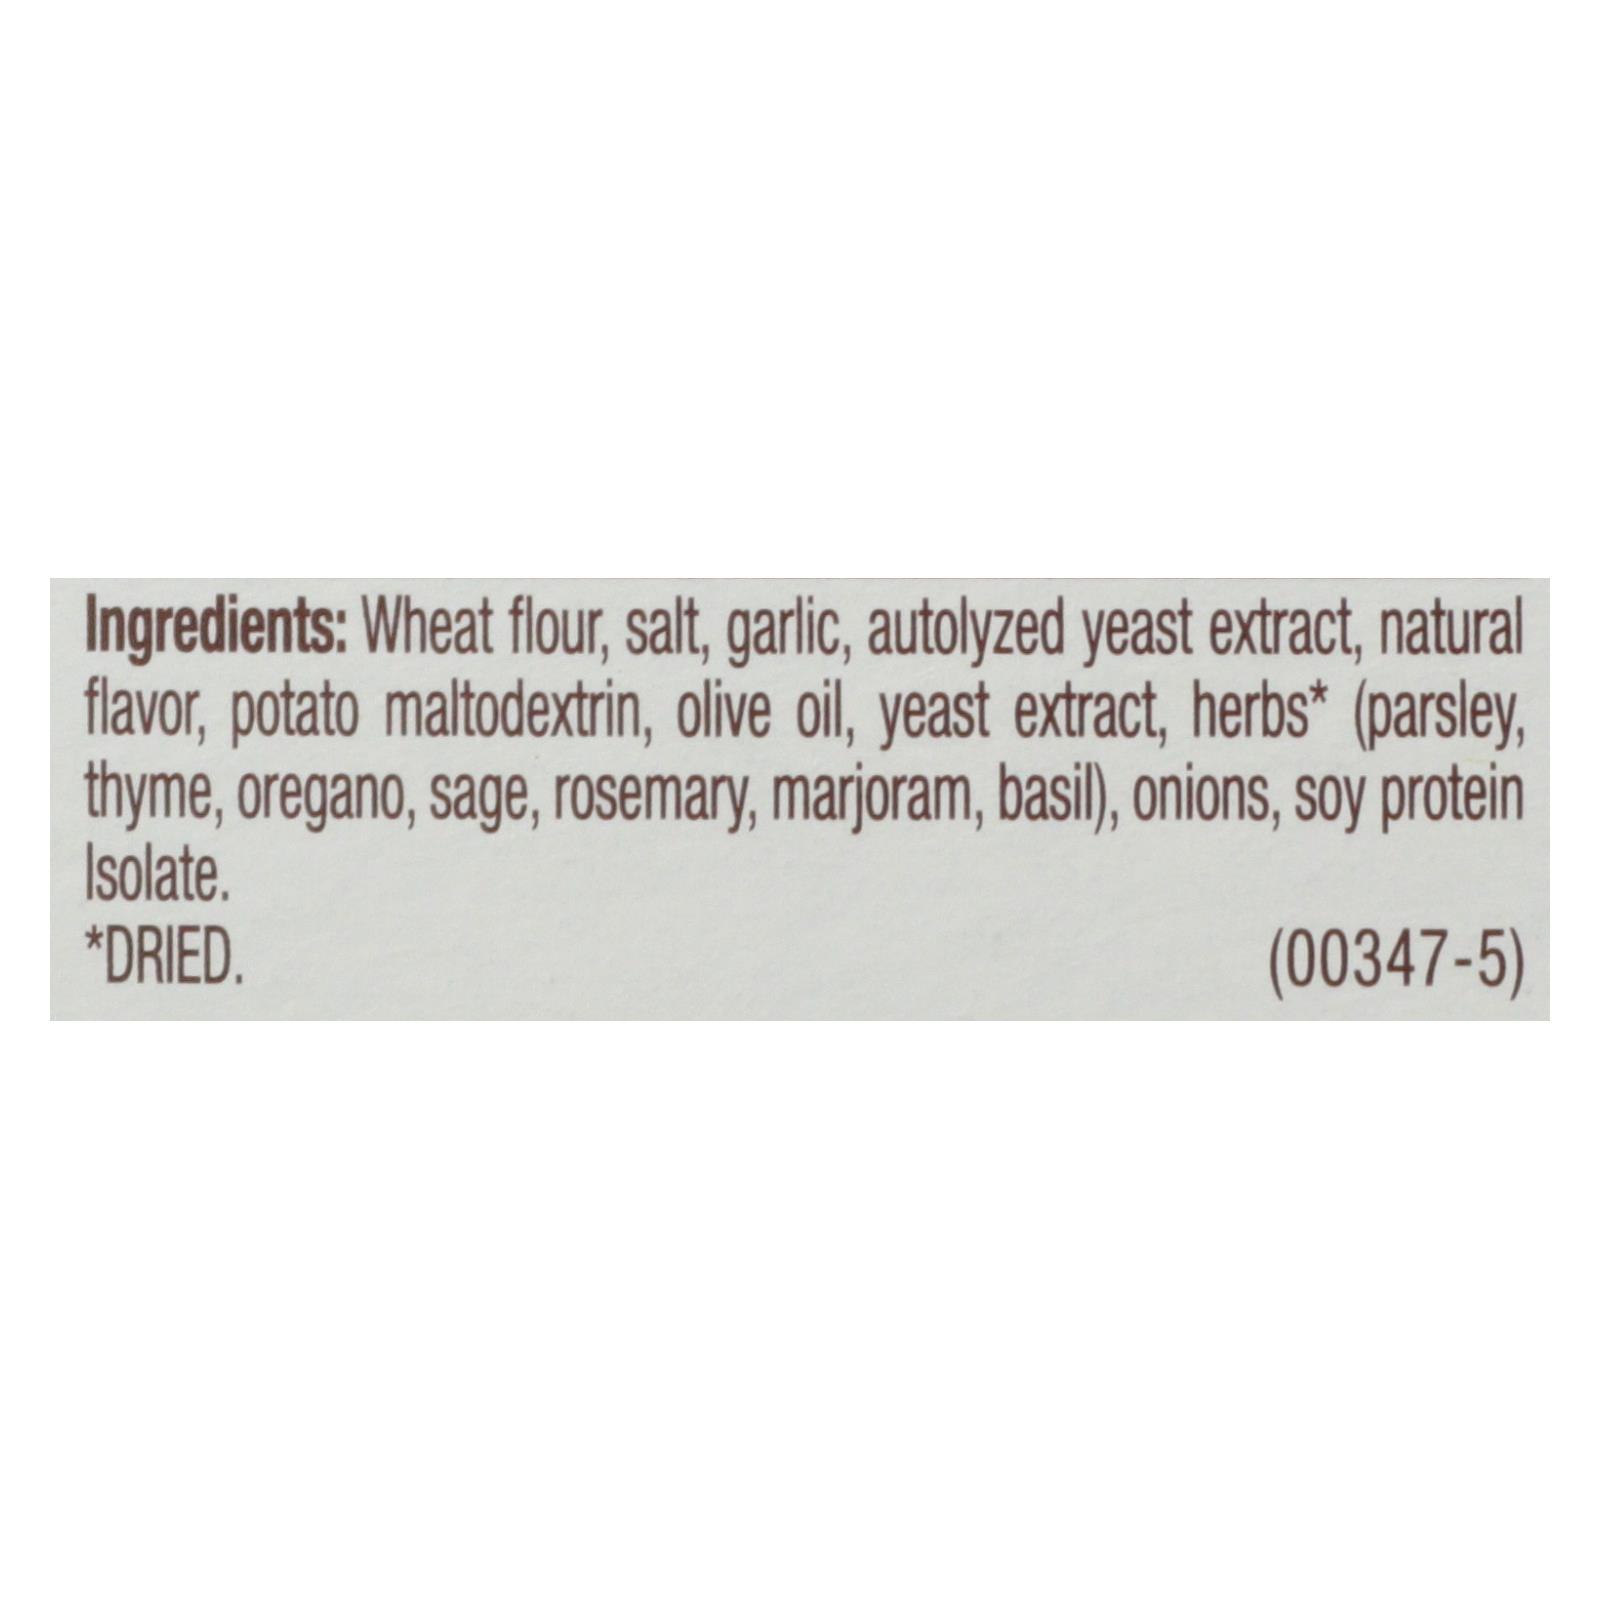 Ingredients: Wheat flour, salt, garlic, autolyzed yeast extract, natural
flavor, potato maltodextrin, olive oil, yeast extract, herbs* (parsley,
thyme, oregano, sage, rosemary, marjoram, basil), onions, soy protein
Isolate.
*DRIED. (00347-5)